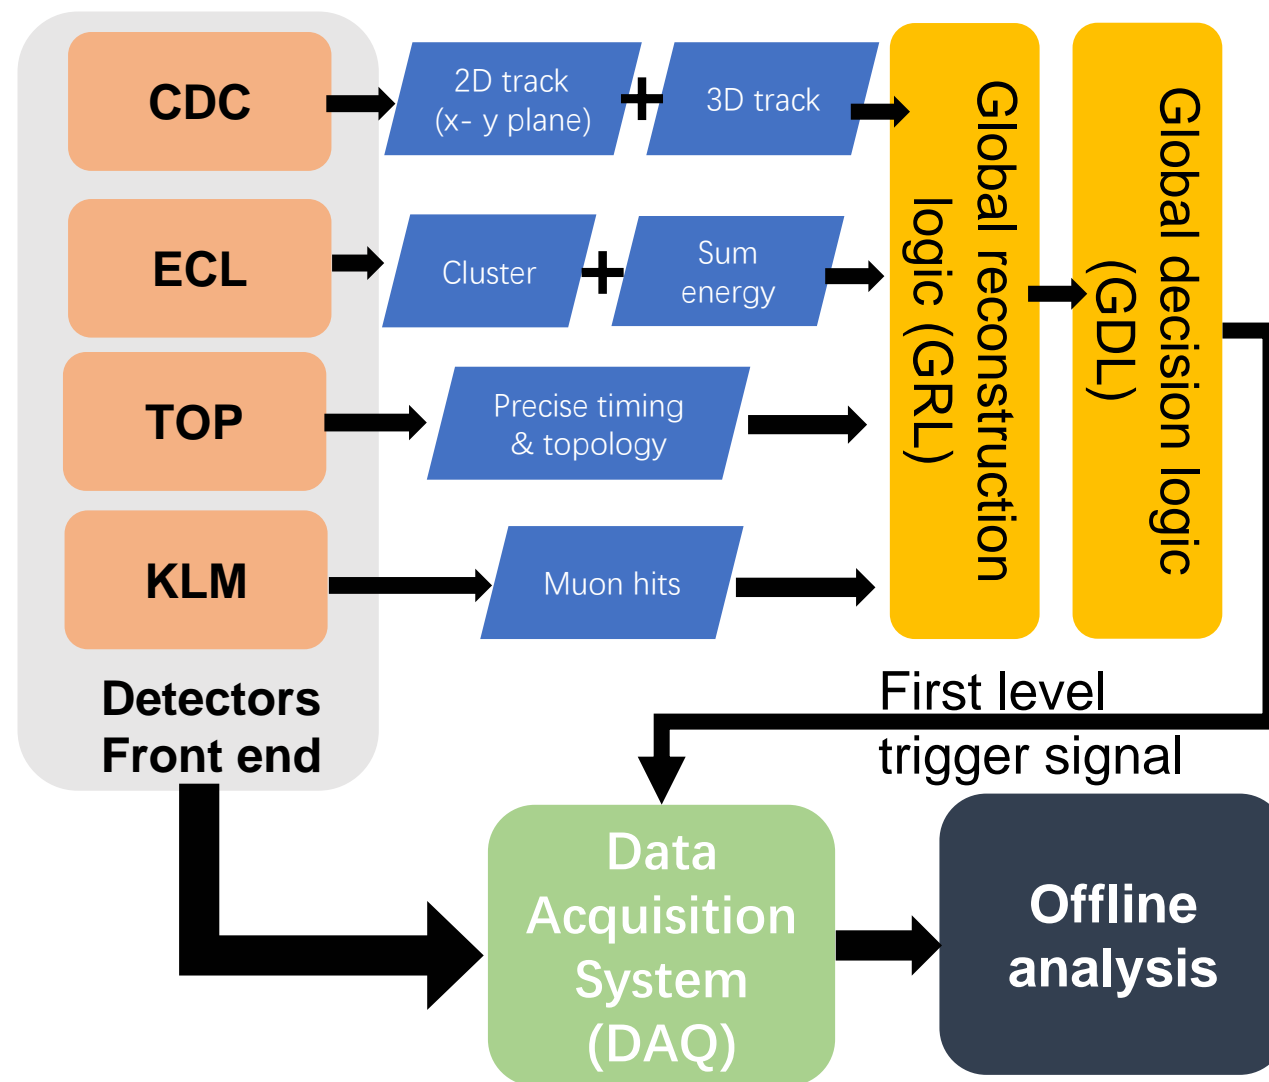 CDC
2D track
(x- y plane)
+
3D track
ECL
Cluster
+
Sum
energy
TOP
Precise timing
& topology
KLM
Muon hits
Detectors
Front end
Global reconstruction
logic (GRL)
Global decision logic
(GDL)
First level
trigger signal
Data
Acquisition
System
(DAQ)
Offline
analysis